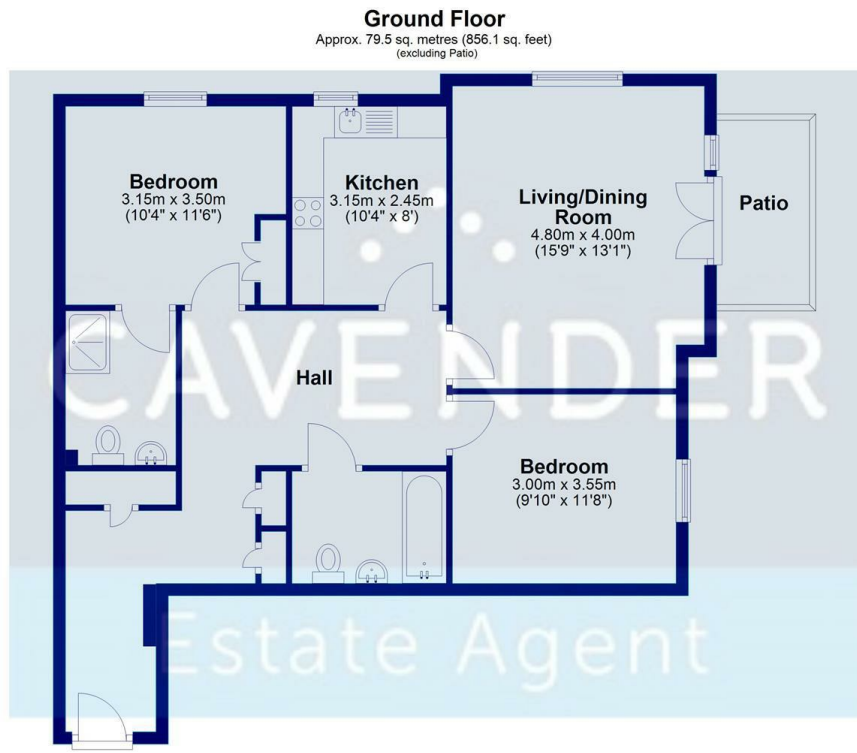 Ground Floor
Approx. 79.5 sq. metres (856.1 sq. feet)
(excluding Patio)
Bedroom
3.15m x 3.50m
(10'4" x 11'6")
Kitchen
3.15m x 2.45m
(10'4" x 8')
Living/Dining
Room
4.80m x 4.00m
(15'9" x 13'1")
Patio
CAVENDER
Hall
Bedroom
3.00m x 3.55m
(9'10" x 11'8")
Estate Agent